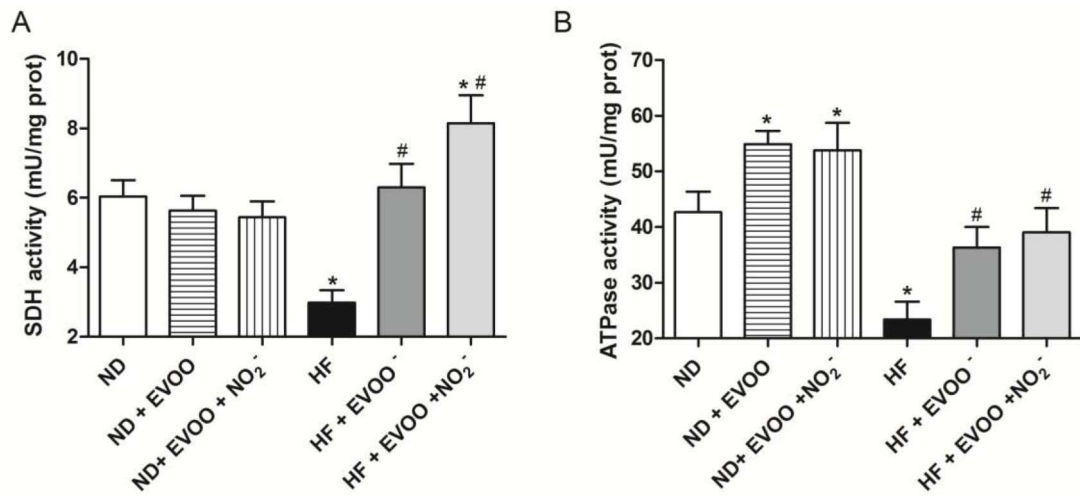 A
SDH activity (mU/mg prot)
10
8
6
4
2
*
#
* #
ND
ND + EVOO
ND+ EVOO + NO₂⁻
HF
HF + EVOO⁻
HF + EVOO +NO₂⁻
B
ATPase activity (mU/mg prot)
70
60
50
40
30
20
*
*
*
#
#
ND
ND + EVOO
ND+ EVOO +NO₂⁻
HF
HF + EVOO⁻
HF + EVOO +NO₂⁻